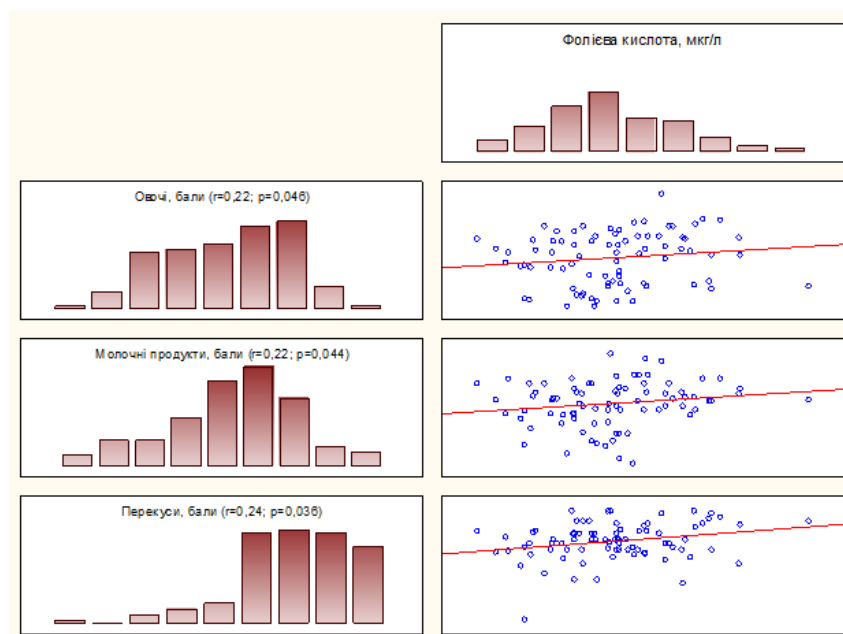 Фолієва кислота, мкг/л
Овочі, бали (r=0,22; p=0,046)
Молочні продукти, бали (r=0,22; p=0,044)
Перекуси, бали (r=0,24; p=0,036)